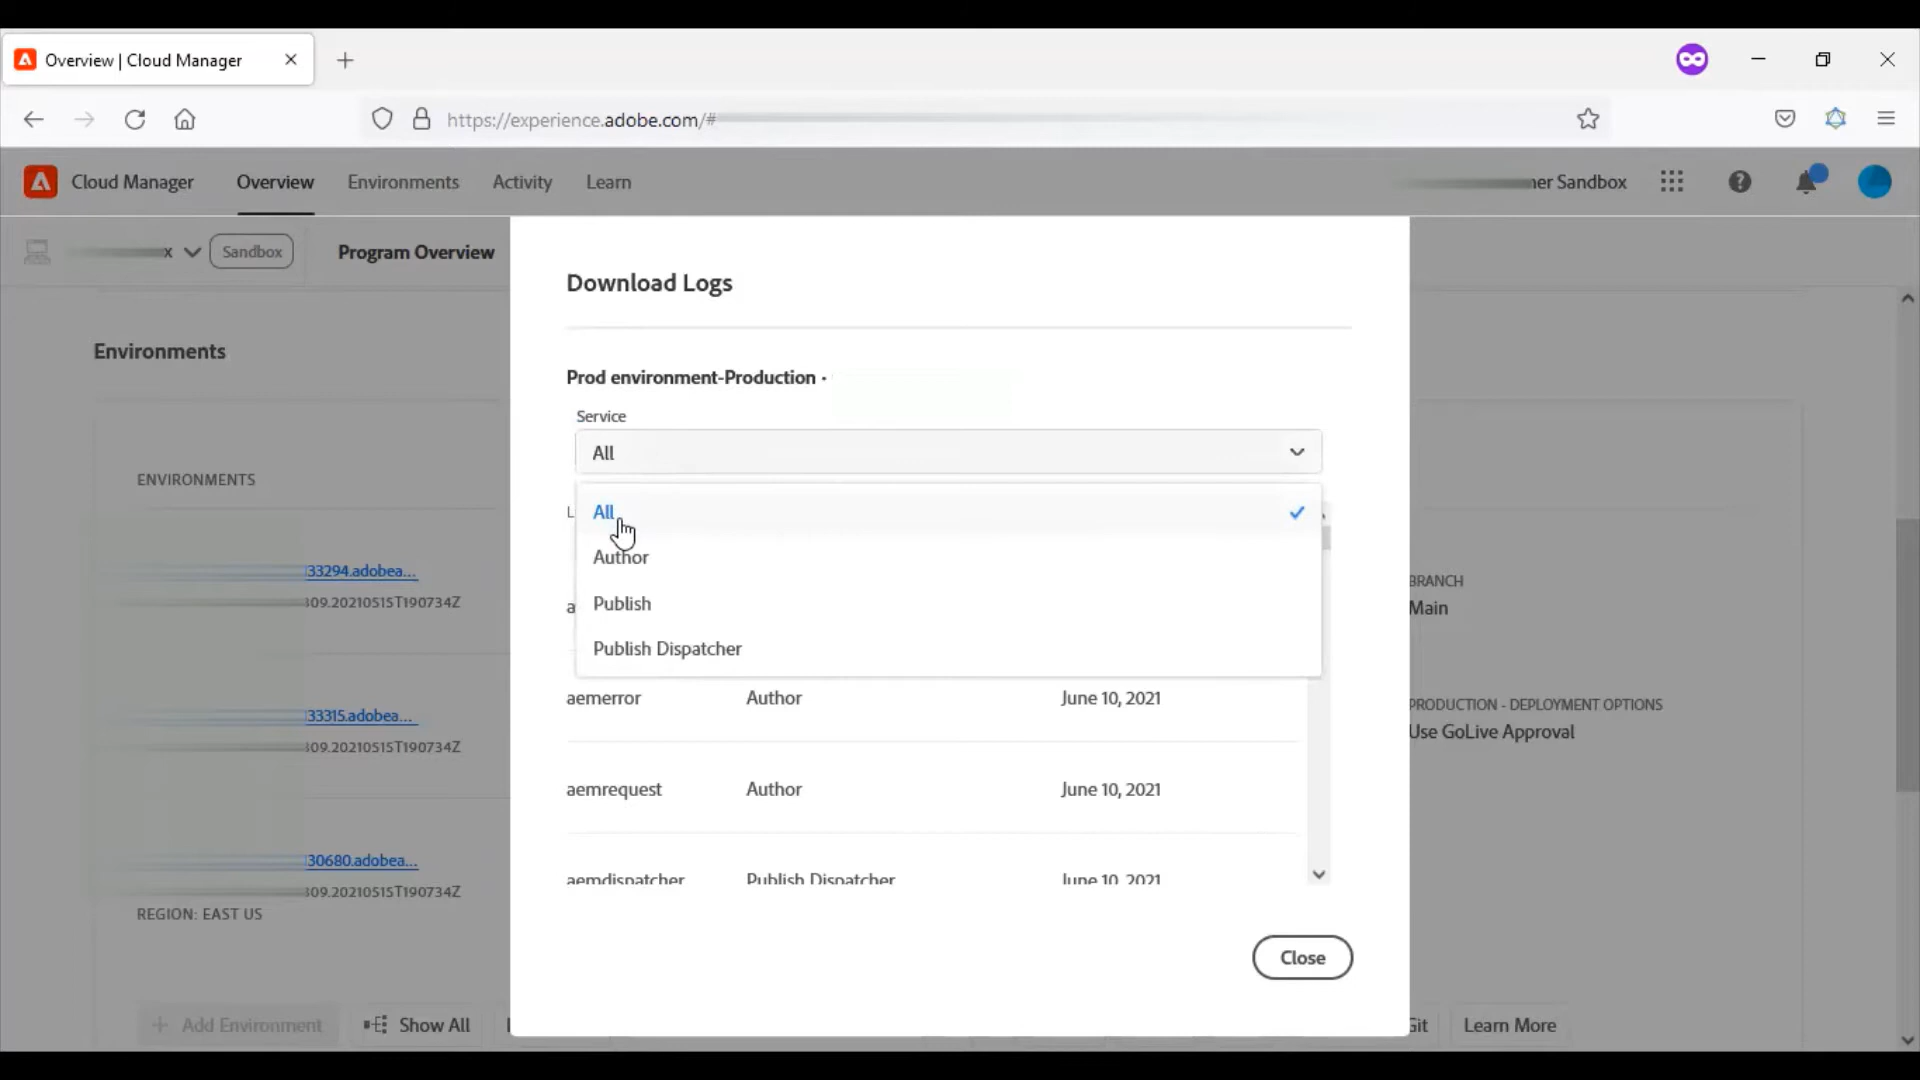 Overview | Cloud Manager
https://experience.adobe.com/#
Cloud Manager Overview Environments Activity Learn
Sandbox
x Sandbox Program Overview
Download Logs
Environments
Prod environment-Production •
Service
All
ENVIRONMENTS
All
Author
Publish
Publish Dispatcher
33294.adobea...
309.20210515T190734Z
BRANCH
Main
aemerror Author June 10, 2021
33315.adobea...
309.20210515T190734Z
PRODUCTION - DEPLOYMENT OPTIONS
Use GoLive Approval
aemrequest Author June 10, 2021
30680.adobea...
309.20210515T190734Z
REGION: EAST US
aemdispatcher Publish Dispatcher June 10, 2021
Close
+ Add Environment Show All Git Learn More